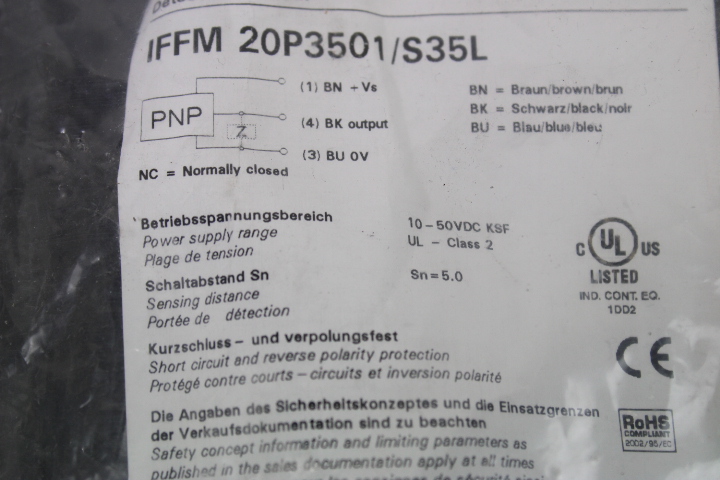 IFFM 20P3501/S35L
(1) BN +Vs
BN = Braun/brown/brun
PNP
(4) BK output
BK = Schwarz/black/noir
Z
(3) BU 0V
BU = Blau/blue/bleu
NC = Normally closed
Betriebsspannungsbereich
10-50VDC KSF
Power supply range
UL - Class 2
Plage de tension
C UL US
LISTED
IND. CONT. EQ.
1DD2
Schaltabstand Sn
Sn=5.0
Sensing distance
Portée de détection
Kurzschluss- und verpolungsfest
Short circuit and reverse polarity protection
Protégé contre courts-circuits et inversion polarité
CE
Die Angaben des Sicherheitskonzeptes und die Einsatzgrenzen
der Verkaufsdokumentation sind zu beachten
RoHS
COMPLIANT
2002/95/EC
Safety concept information and limiting parameters as
published in the sales documentation apply at all times